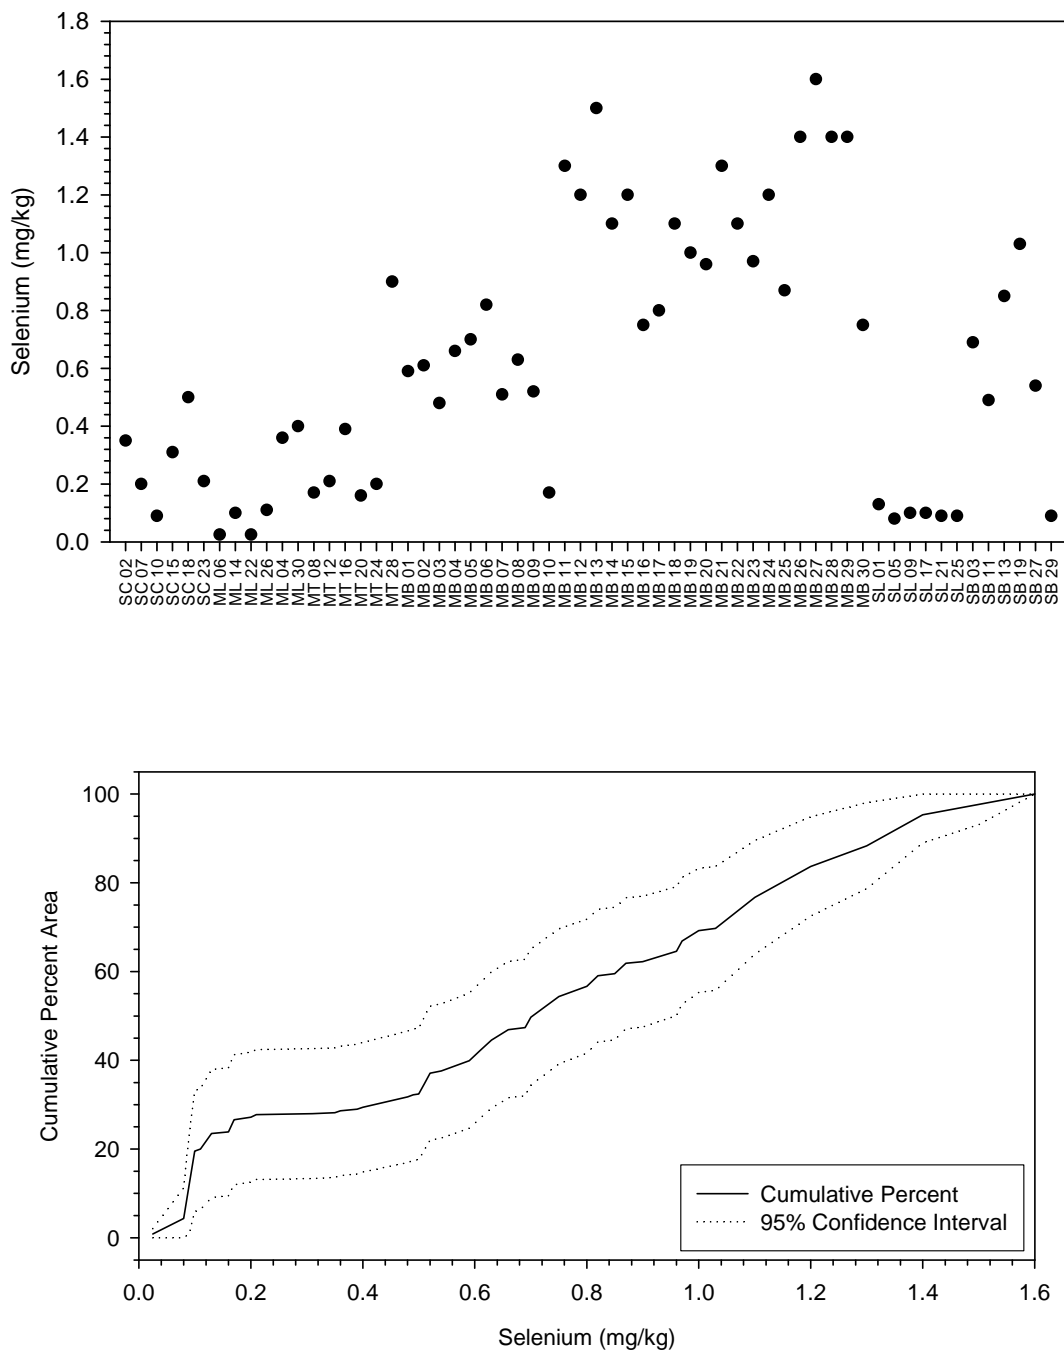 1.8
1.6
1.4
1.2
1.0
0.8
0.6
0.4
0.2
0.0
Selenium (mg/kg)
SC 02
SC 07
SC 10
SC 15
SC 18
SC 23
ML 06
ML 14
ML 22
ML 26
ML 04
ML 30
MT 08
MT 12
MT 16
MT 20
MT 24
MT 28
MB 01
MB 02
MB 03
MB 04
MB 05
MB 06
MB 07
MB 08
MB 09
MB 10
MB 11
MB 12
MB 13
MB 14
MB 15
MB 16
MB 17
MB 18
MB 19
MB 20
MB 21
MB 22
MB 23
MB 24
MB 25
MB 26
MB 27
MB 28
MB 29
MB 30
SL 01
SL 05
SL 09
SL 17
SL 21
SL 25
SB 03
SB 11
SB 13
SB 19
SB 27
SB 29
100
80
60
40
20
0
Cumulative Percent Area
Cumulative Percent
95% Confidence Interval
0.0 0.2 0.4 0.6 0.8 1.0 1.2 1.4 1.6
Selenium (mg/kg)